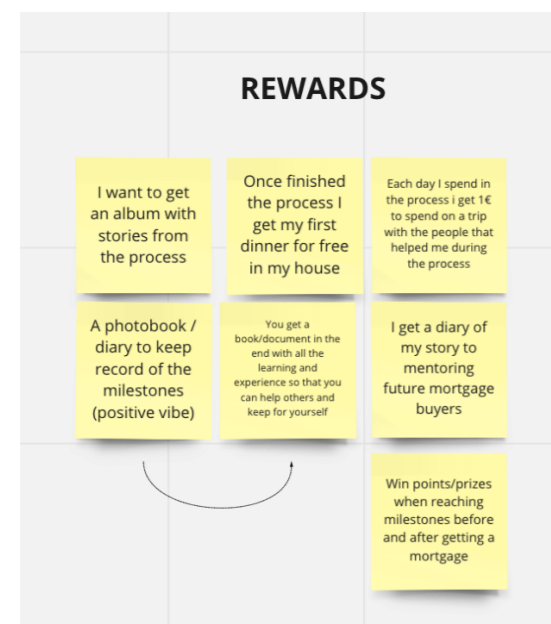 REWARDS
I want to get
an album with
stories from
the process
Once finished
the process I
get my first
dinner for free
in my house
Each day I spend in
the process i get 1€
to spend on a trip
with the people that
helped me during
the process
A photobook /
diary to keep
record of the
milestones
(positive vibe)
You get a
book/document in the
end with all the
learning and
experience so that you
can help others and
keep for yourself
I get a diary of
my story to
mentoring
future mortgage
buyers
Win points/prizes
when reaching
milestones before
and after getting a
mortgage